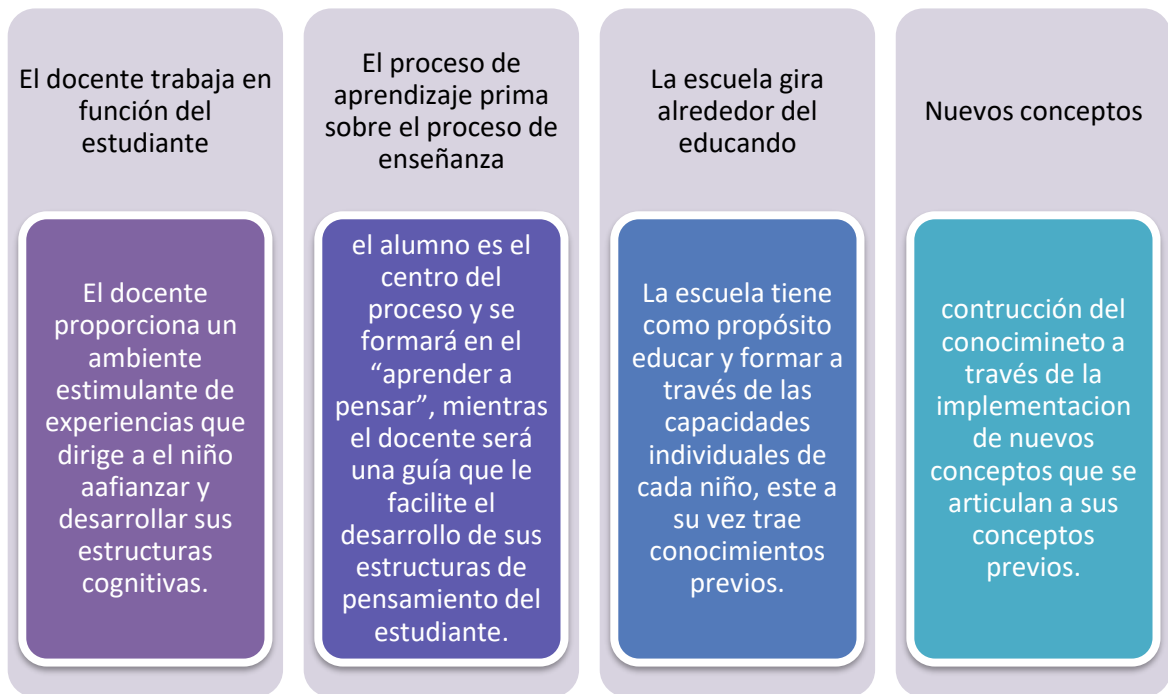 El docente trabaja en
función del
estudiante
El docente
proporciona un
ambiente
estimulante de
experiencias que
dirige a el niño
aafianzar y
desarrollar sus
estructuras
cognitivas.
El proceso de
aprendizaje prima
sobre el proceso de
enseñanza
el alumno es el
centro del
proceso y se
formará en el
“aprender a
pensar”, mientras
el docente será
una guía que le
facilite el
desarrollo de sus
estructuras de
pensamiento del
estudiante.
La escuela gira
alrededor del
educando
La escuela tiene
como propósito
educar y formar a
través de las
capacidades
individuales de
cada niño, este a
su vez trae
conocimientos
previos.
Nuevos conceptos
contrucción del
conocimineto a
través de la
implementacion
de nuevos
conceptos que se
articulan a sus
conceptos
previos.